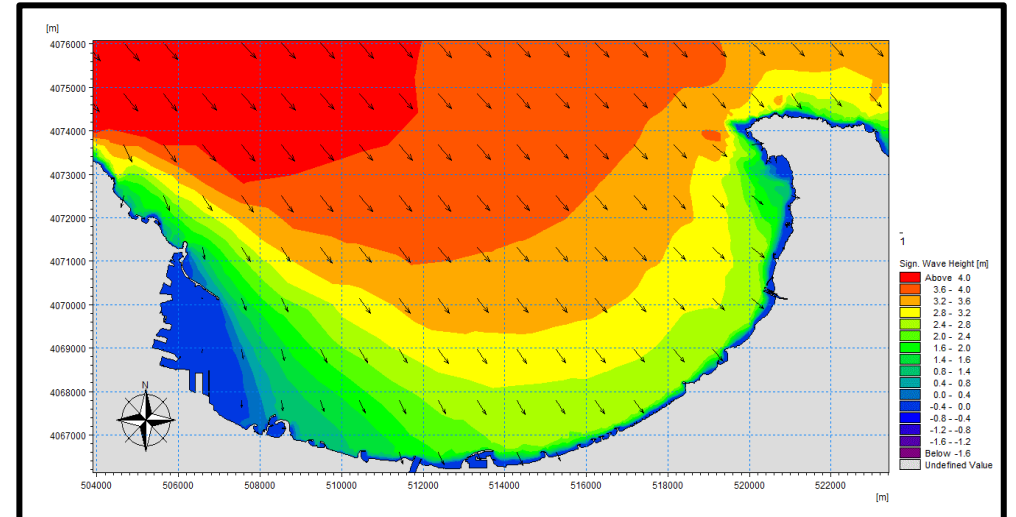 [m]
4076000
4075000
4074000
4073000
4072000
4071000
4070000
4069000
4068000
4067000
N
504000 506000 508000 510000 512000 514000 516000 518000 520000 522000
[m]
-
1
Sign. Wave Height [m]
Above 4.0
3.6 - 4.0
3.2 - 3.6
2.8 - 3.2
2.4 - 2.8
2.0 - 2.4
1.6 - 2.0
1.4 - 1.6
0.8 - 1.4
0.4 - 0.8
0.0 - 0.4
-0.4 - 0.0
-0.8 - -0.4
-1.2 - -0.8
-1.6 - -1.2
Below -1.6
Undefined Value